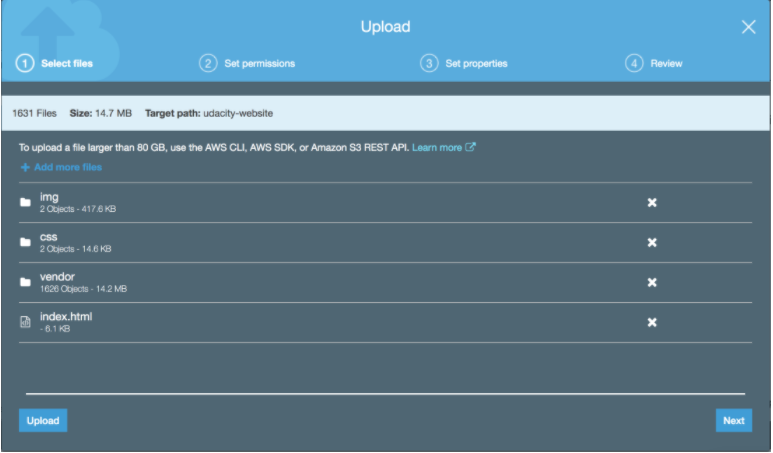 Upload
1 Select files 2 Set permissions 3 Set properties 4 Review
1631 Files Size: 14.7 MB Target path: udacity-website
To upload a file larger than 80 GB, use the AWS CLI, AWS SDK, or Amazon S3 REST API. Learn more
+ Add more files
img
2 Objects - 417.6 KB
css
2 Objects - 14.6 KB
vendor
1626 Objects - 14.2 MB
index.html
- 6.1 KB
Upload Next